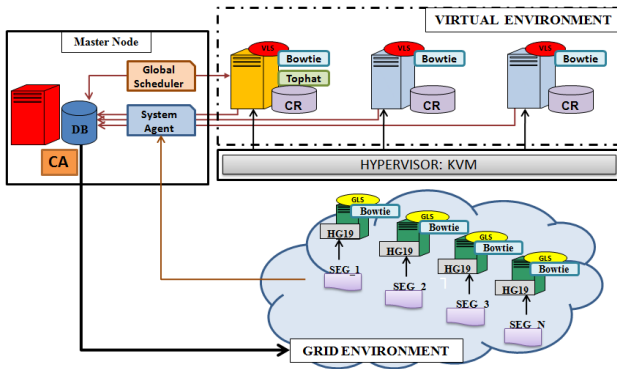 VIRTUAL ENVIRONMENT
Master Node
Global
Scheduler
System
Agent
DB
CA
VLS
Bowtie
Tophat
CR
VLS
Bowtie
CR
VLS
Bowtie
CR
HYPERVISOR: KVM
GLS
Bowtie
HG19
SEG_1
GLS
Bowtie
HG19
SEG_2
GLS
Bowtie
HG19
SEG_3
GLS
Bowtie
HG19
SEG_N
GRID ENVIRONMENT